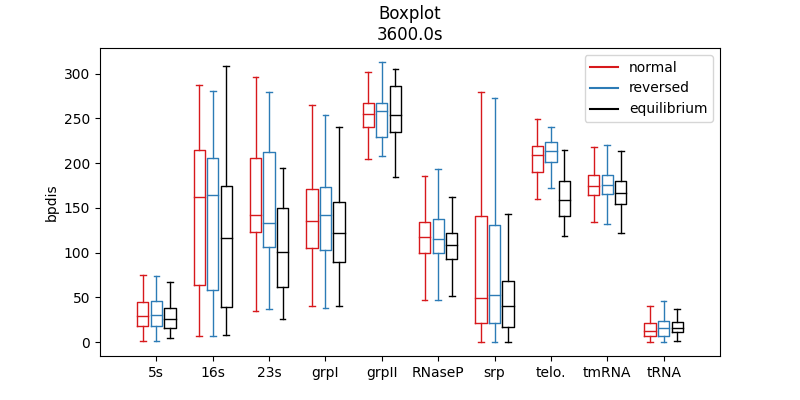 Boxplot
3600.0s
normal
reversed
equilibrium
bpdis
300
250
200
150
100
50
0
5s 16s 23s grpI grpII RNaseP srp telo. tmRNA tRNA